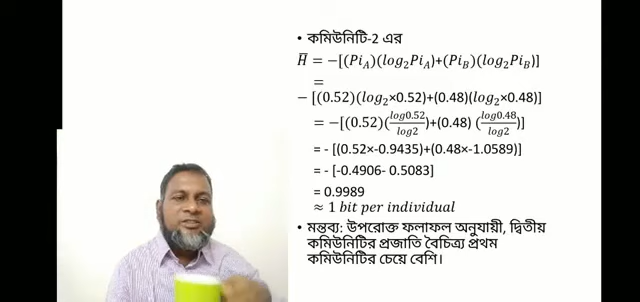 • কমিউনিটি-2 এর
H̅ = −[(Pi_A)(log₂Pi_A)+(Pi_B)(log₂Pi_B)]
=
− [(0.52)(log₂×0.52)+(0.48)(log₂×0.48)]
= −[(0.52)(log0.52/log2)+(0.48) (log0.48/log2)]
= - [(0.52×-0.9435)+(0.48×-1.0589)]
= - [-0.4906- 0.5083]
= 0.9989
≈ 1 bit per individual
• মন্তব্য: উপরোক্ত ফলাফল অনুযায়ী, দ্বিতীয়
কমিউনিটির প্রজাতি বৈচিত্র্য প্রথম
কমিউনিটির চেয়ে বেশি।